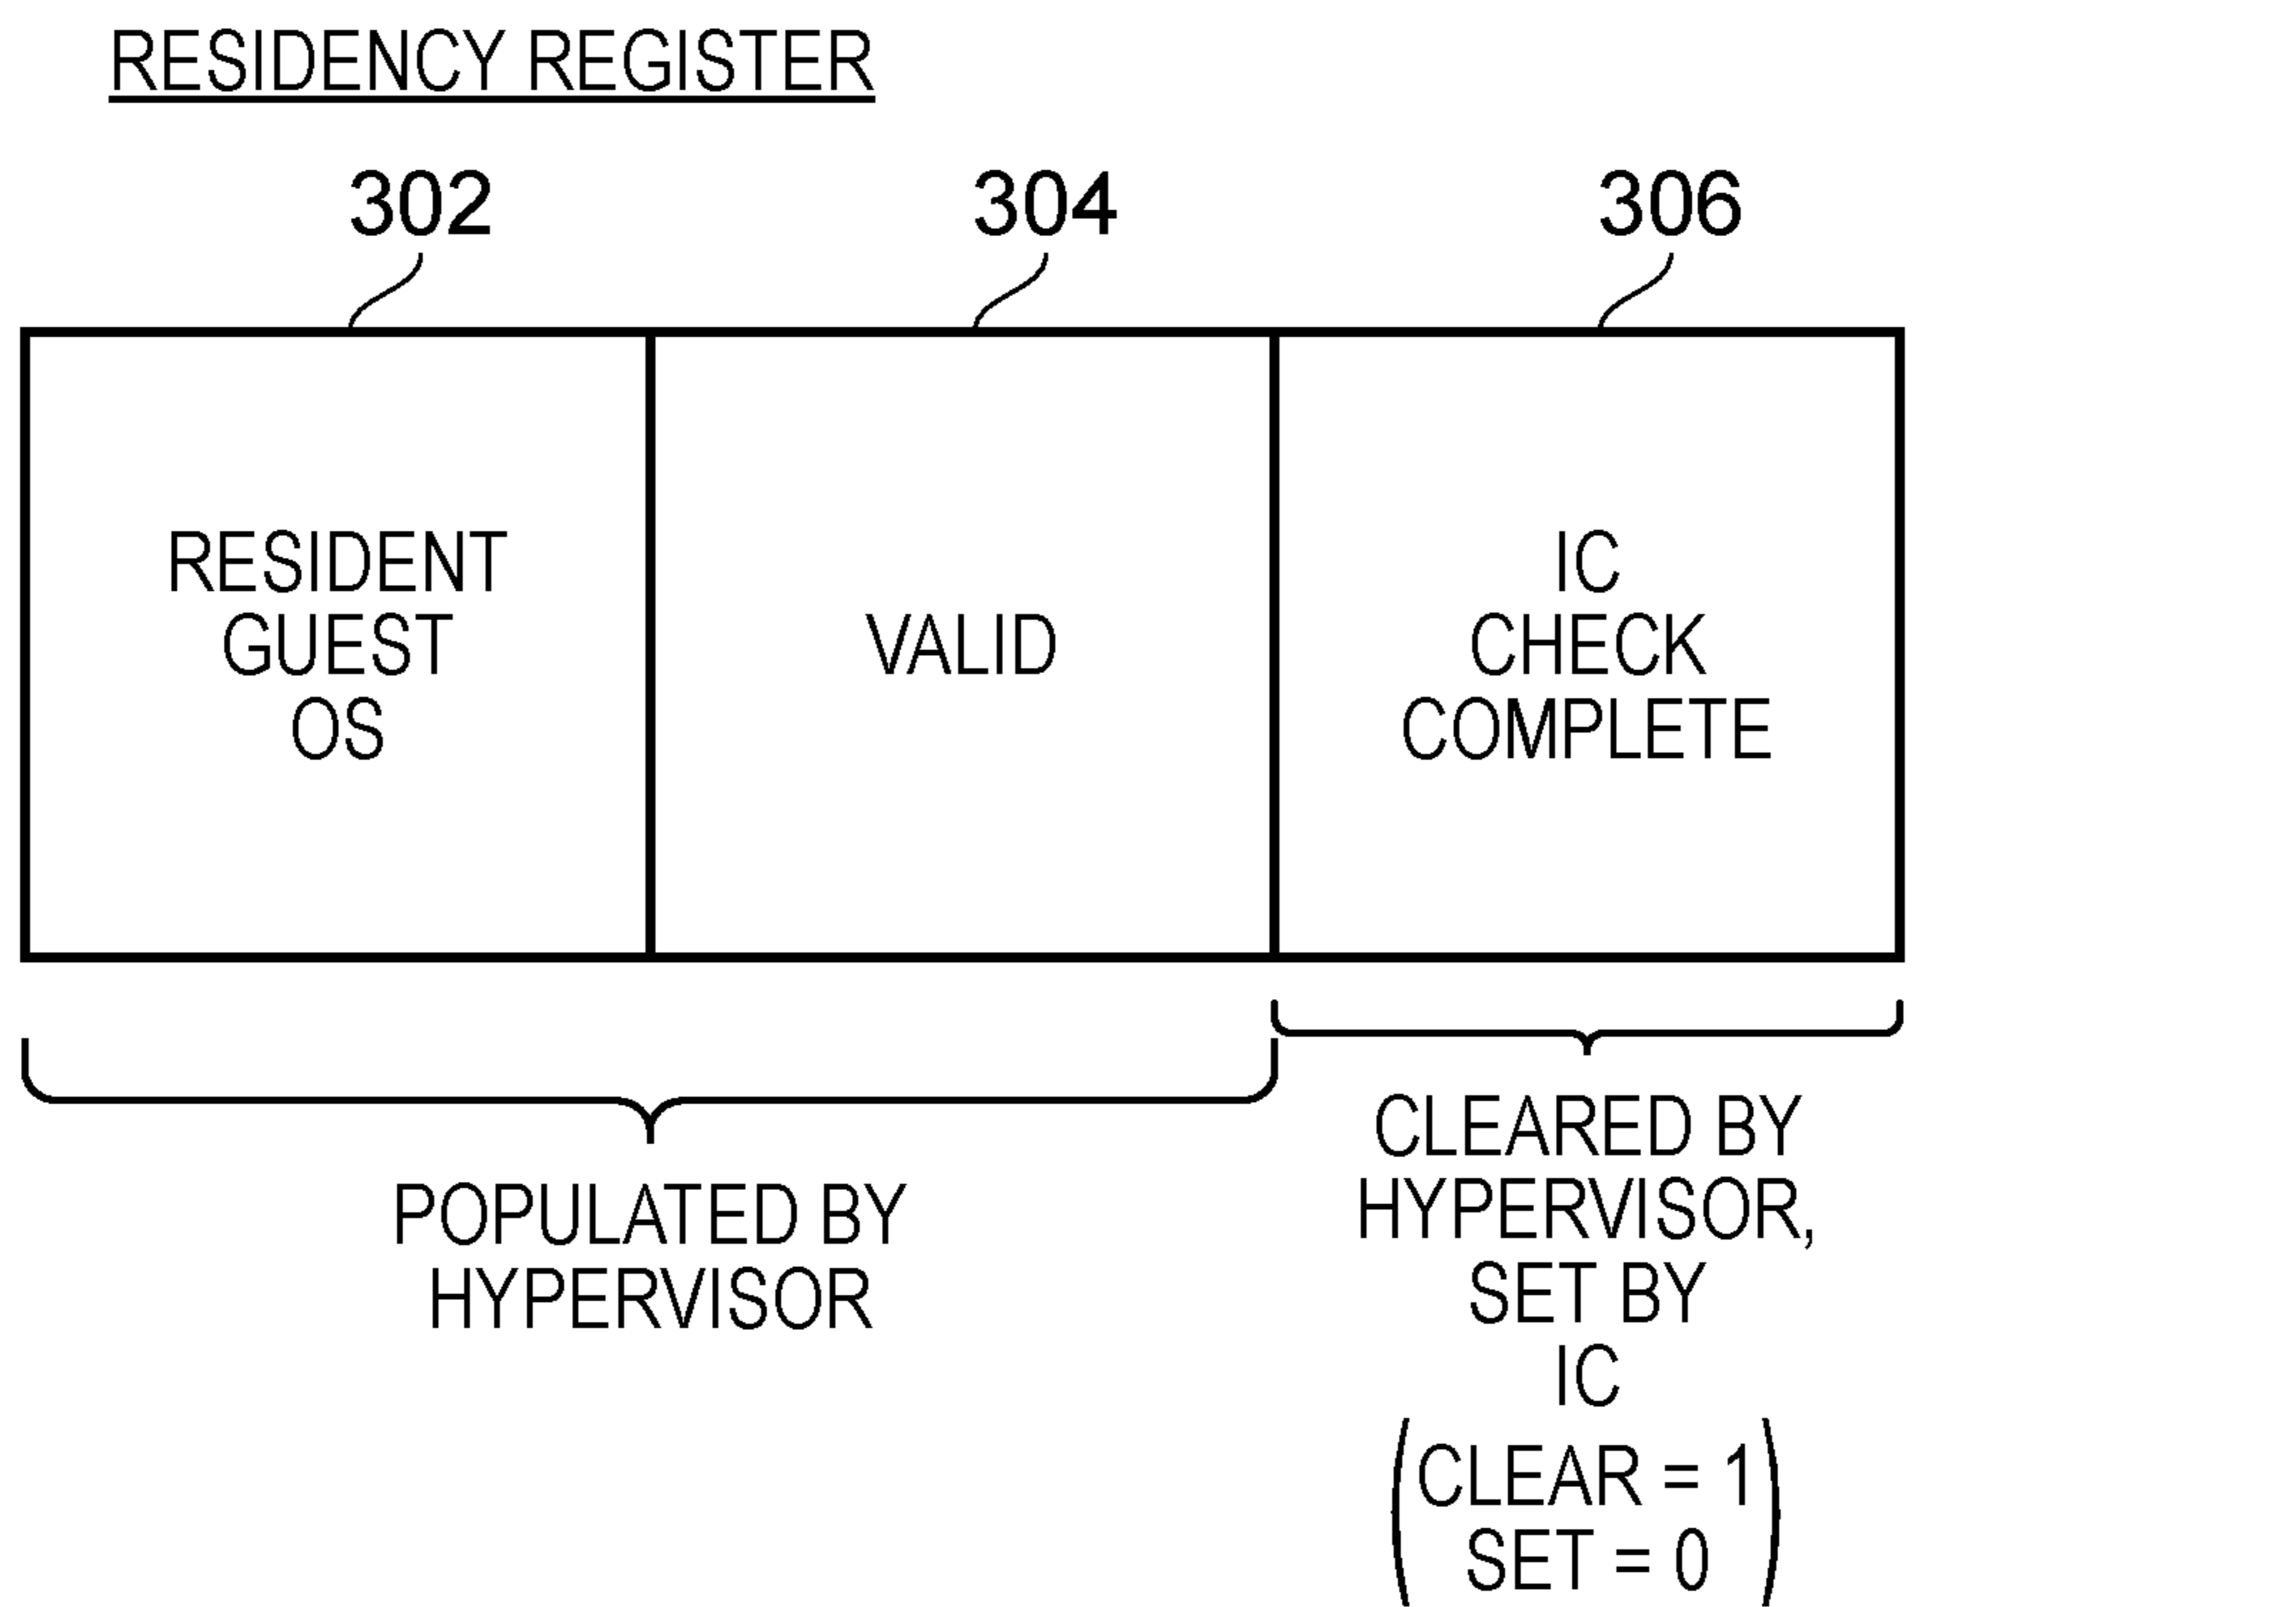 RESIDENCY REGISTER
302
304
306
RESIDENT
GUEST
OS
VALID
IC
CHECK
COMPLETE
POPULATED BY
HYPERVISOR
CLEARED BY
HYPERVISOR,
SET BY
IC
(CLEAR = 1
SET = 0)